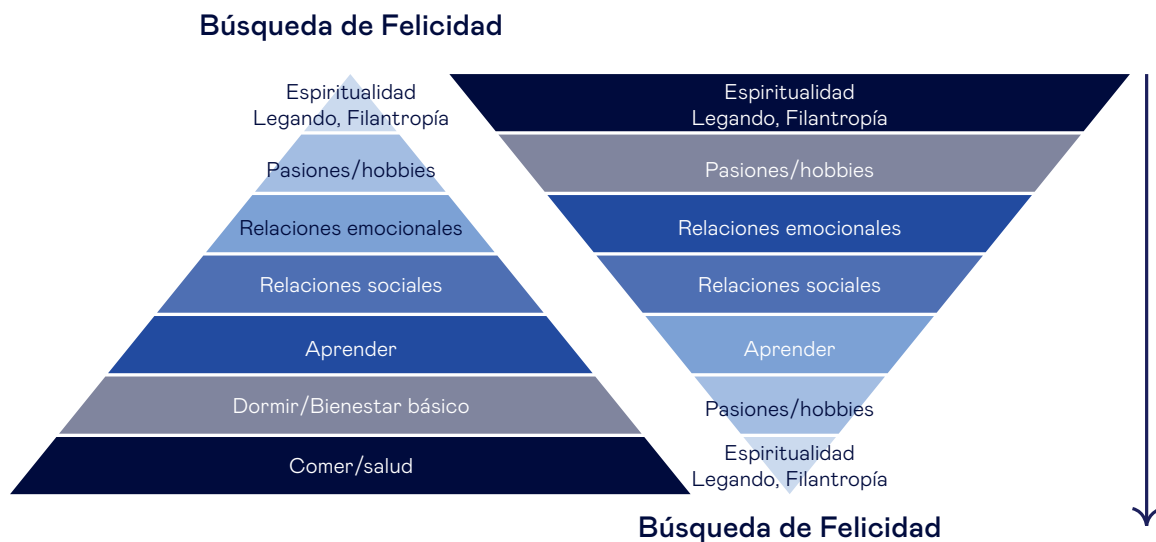 Búsqueda de Felicidad
Espiritualidad
Legando, Filantropía
Pasiones/hobbies
Relaciones emocionales
Relaciones sociales
Aprender
Dormir/Bienestar básico
Comer/salud
Espiritualidad
Legando, Filantropía
Pasiones/hobbies
Relaciones emocionales
Relaciones sociales
Aprender
Pasiones/hobbies
Espiritualidad
Legando, Filantropía
Búsqueda de Felicidad